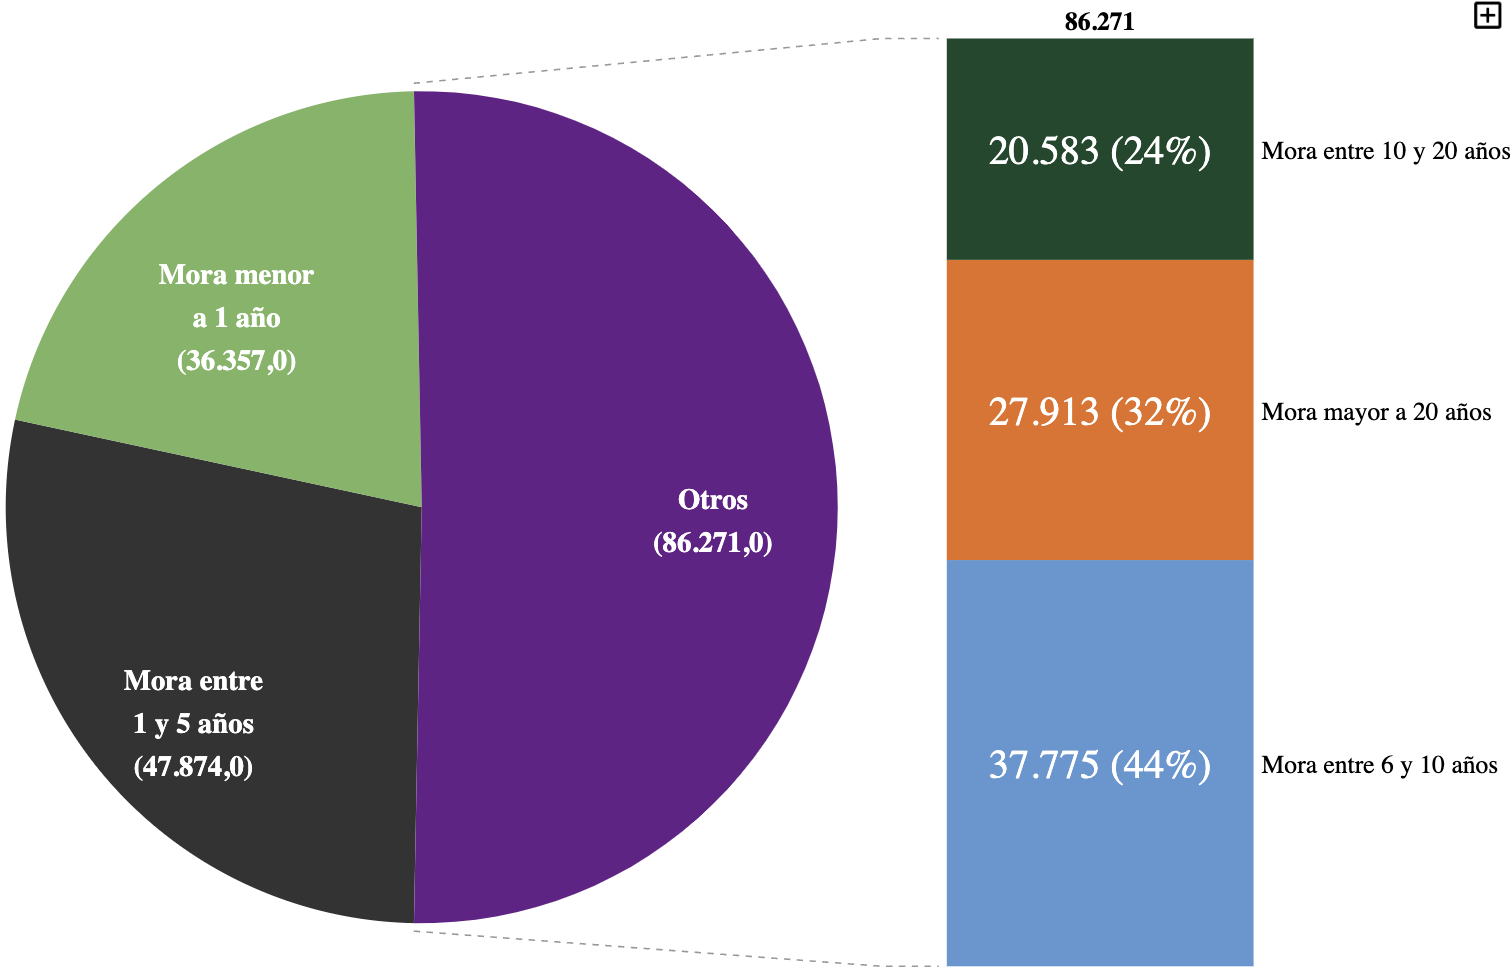 86.271
20.583 (24%)
Mora entre 10 y 20 años
Mora menor
a 1 año
(36.357,0)
27.913 (32%)
Mora mayor a 20 años
Otros
(86.271,0)
Mora entre
1 y 5 años
(47.874,0)
37.775 (44%)
Mora entre 6 y 10 años